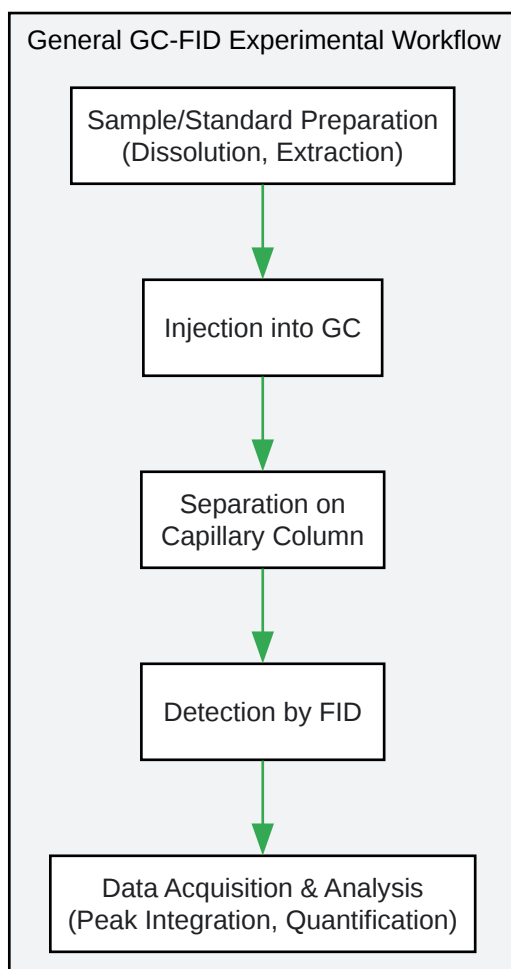 General GC-FID Experimental Workflow
Sample/Standard Preparation
(Dissolution, Extraction)
Injection into GC
Separation on
Capillary Column
Detection by FID
Data Acquisition & Analysis
(Peak Integration, Quantification)